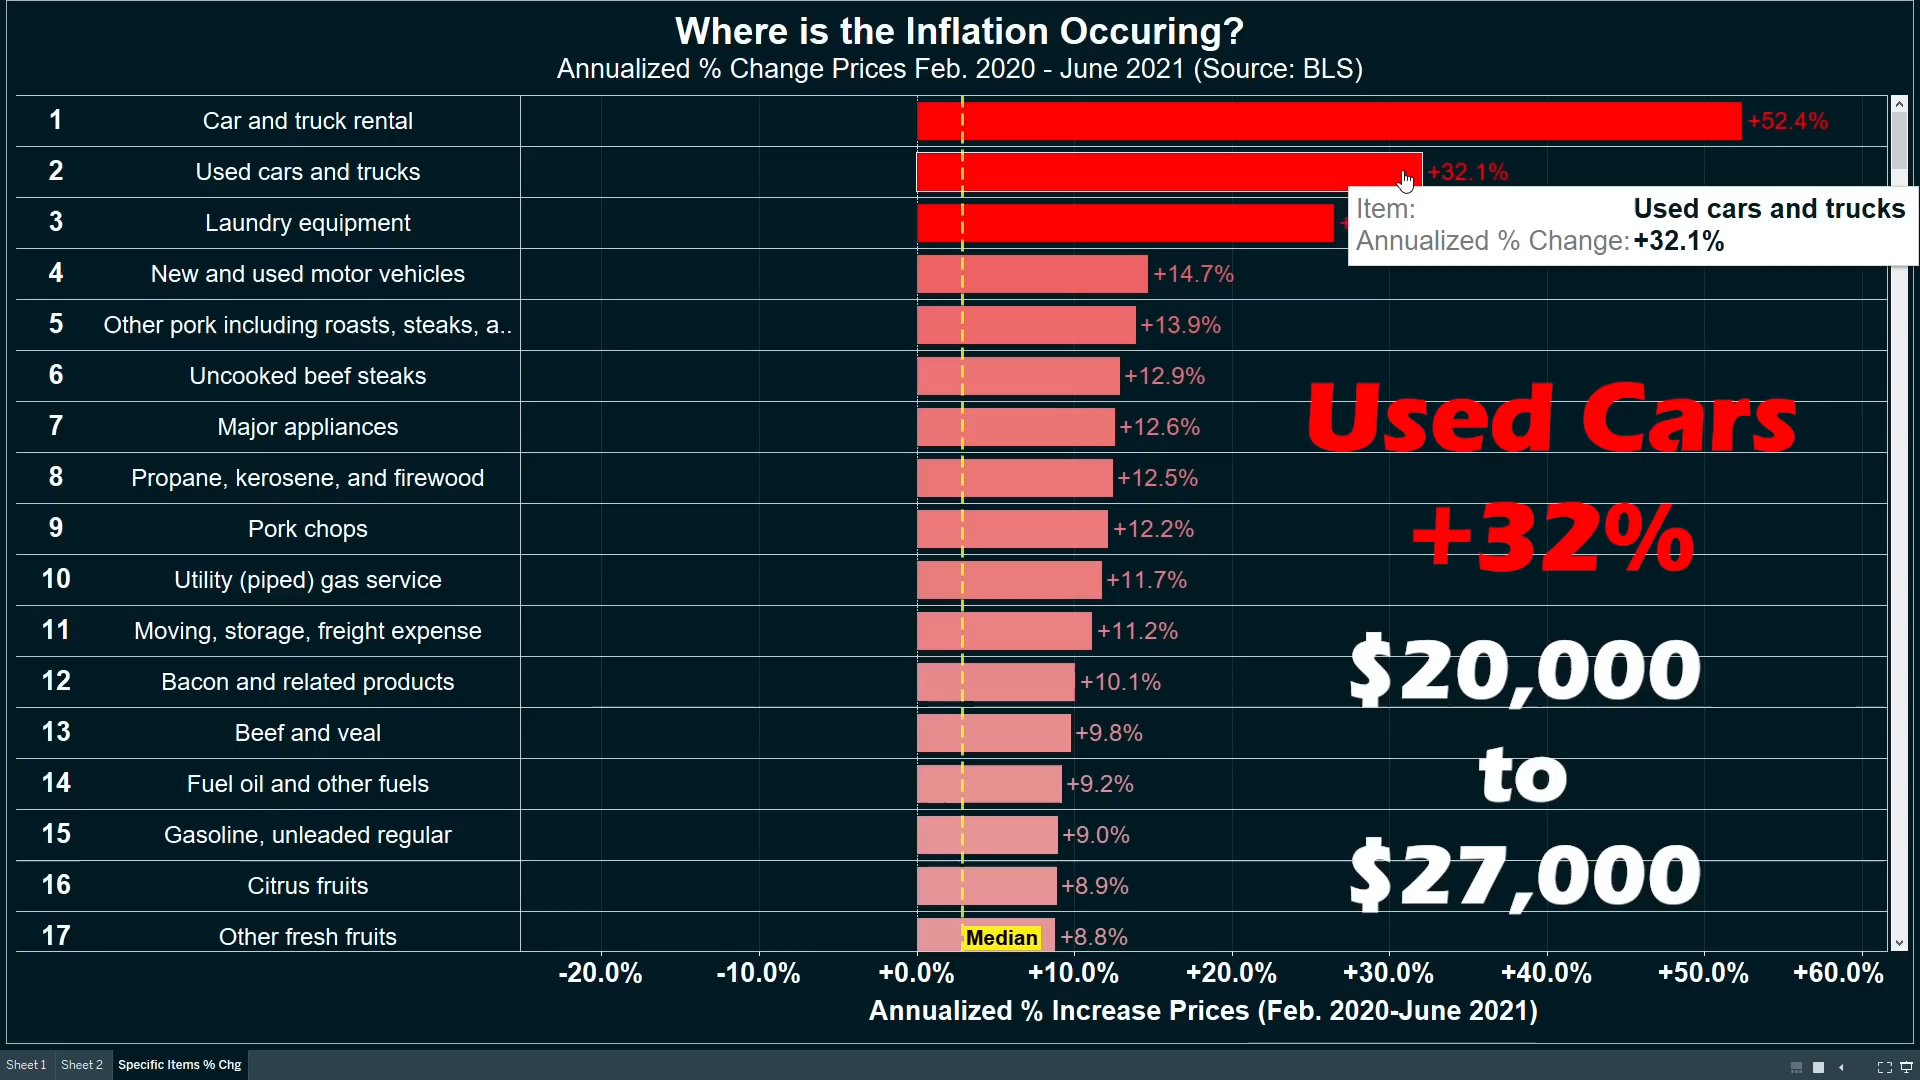 Where is the Inflation Occuring?
Annualized % Change Prices Feb. 2020 - June 2021 (Source: BLS)
1 Car and truck rental +52.4%
2 Used cars and trucks +32.1%
Item: Used cars and trucks
Annualized % Change: +32.1%
3 Laundry equipment
4 New and used motor vehicles +14.7%
5 Other pork including roasts, steaks, a.. +13.9%
6 Uncooked beef steaks +12.9%
7 Major appliances +12.6%
8 Propane, kerosene, and firewood +12.5%
9 Pork chops +12.2%
10 Utility (piped) gas service +11.7%
11 Moving, storage, freight expense +11.2%
12 Bacon and related products +10.1%
13 Beef and veal +9.8%
14 Fuel oil and other fuels +9.2%
15 Gasoline, unleaded regular +9.0%
16 Citrus fruits +8.9%
17 Other fresh fruits Median +8.8%
Used Cars
+32%
$20,000
to
$27,000
-20.0% -10.0% +0.0% +10.0% +20.0% +30.0% +40.0% +50.0% +60.0%
Annualized % Increase Prices (Feb. 2020-June 2021)
Sheet 1 Sheet 2 Specific Items % Chg